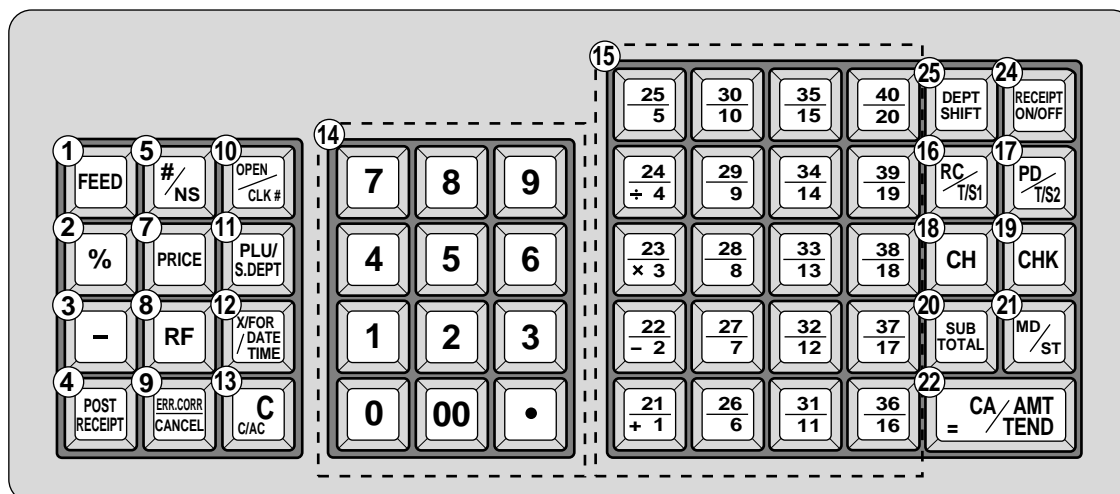 1 FEED
5 #/NS
10 OPEN/CLK #
2 %
7 PRICE
11 PLU/
S.DEPT
3 −
8 RF
12 X/FOR
/DATE
TIME
4 POST
RECEIPT
9 ERR.CORR
CANCEL
13 C
C/AC
14
7 8 9
4 5 6
1 2 3
0 00 •
15
25 30 35 40
5 10 15 20
24 29 34 39
÷ 4 9 14 19
23 28 33 38
× 3 8 13 18
22 27 32 37
− 2 7 12 17
21 26 31 36
+ 1 6 11 16
25 DEPT
SHIFT
24 RECEIPT
ON/OFF
16 RC/T/S1
17 PD/T/S2
18 CH
19 CHK
20 SUB
TOTAL
21 MD/ST
22 CA/AMT
= TEND